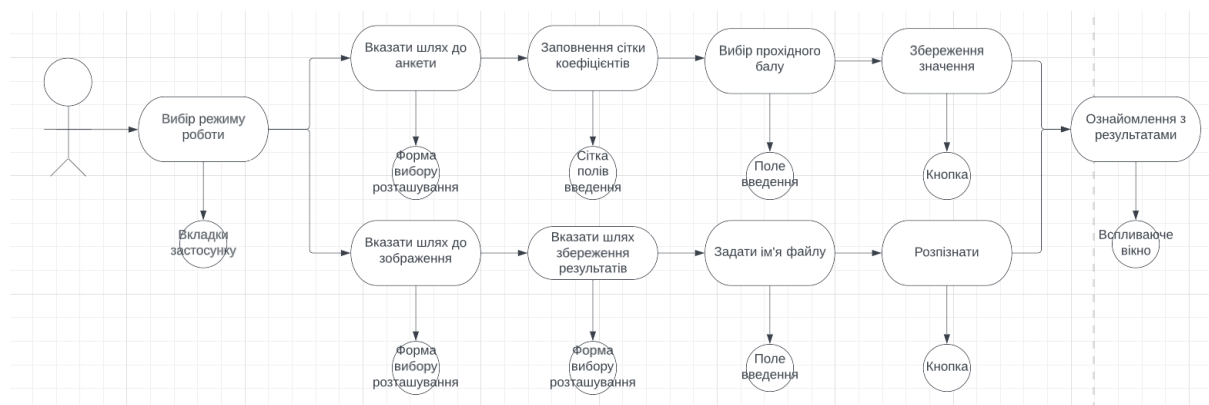 Вибір режиму
роботи
Вкладки
застосунку
Вказати шлях до
анкети
Форма
вибору
розташування
Заповнення сітки
коефіцієнтів
Сітка
полів
введення
Вибір прохідного
балу
Поле
введення
Збереження
значення
Кнопка
Вказати шлях до
зображення
Форма
вибору
розташування
Вказати шлях
збереження
результатів
Форма
вибору
розташування
Задати ім'я файлу
Поле
введення
Розпізнати
Кнопка
Ознайомлення з
результатами
Вспливаюче
вікно